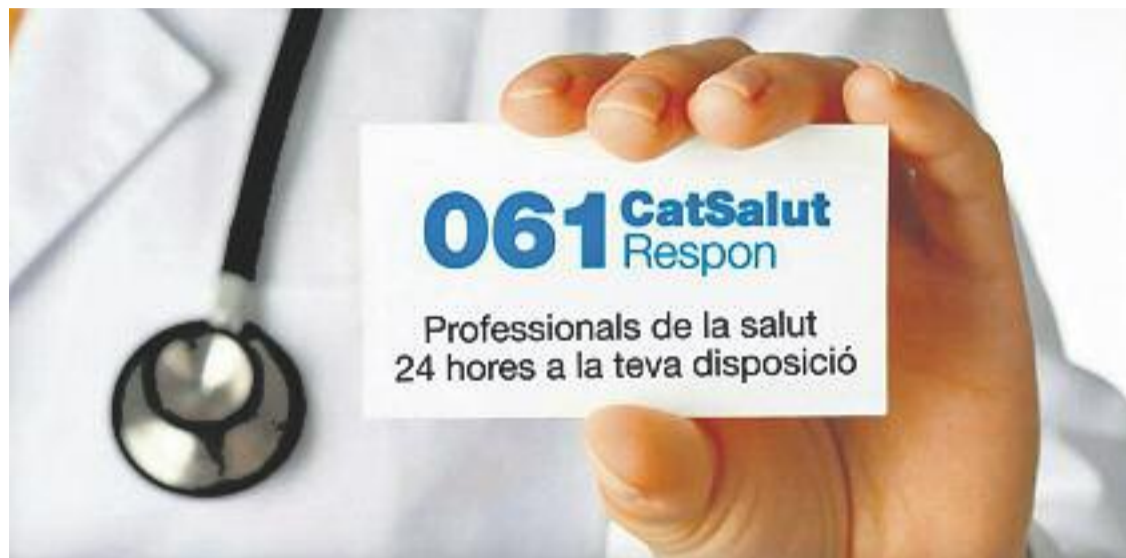 061 CatSalut
Respon
Professionals de la salut
24 hores a la teva disposició